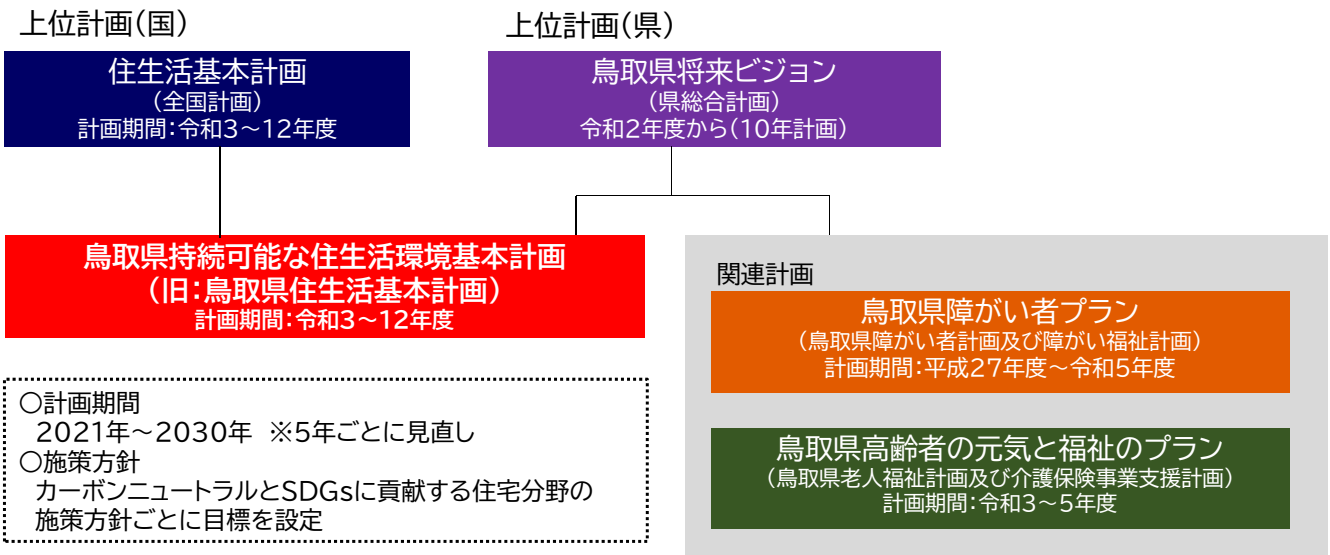 上位計画(国)
住生活基本計画
(全国計画)
計画期間:令和3～12年度
上位計画(県)
鳥取県将来ビジョン
(県総合計画)
令和2年度から(10年計画)
鳥取県持続可能な住生活環境基本計画
(旧:鳥取県住生活基本計画)
計画期間:令和3～12年度
○計画期間
2021年～2030年 ※5年ごとに見直し
○施策方針
カーボンニュートラルとSDGsに貢献する住宅分野の
施策方針ごとに目標を設定
関連計画
鳥取県障がい者プラン
(鳥取県障がい者計画及び障がい福祉計画)
計画期間:平成27年度～令和5年度
鳥取県高齢者の元気と福祉のプラン
(鳥取県老人福祉計画及び介護保険事業支援計画)
計画期間:令和3～5年度